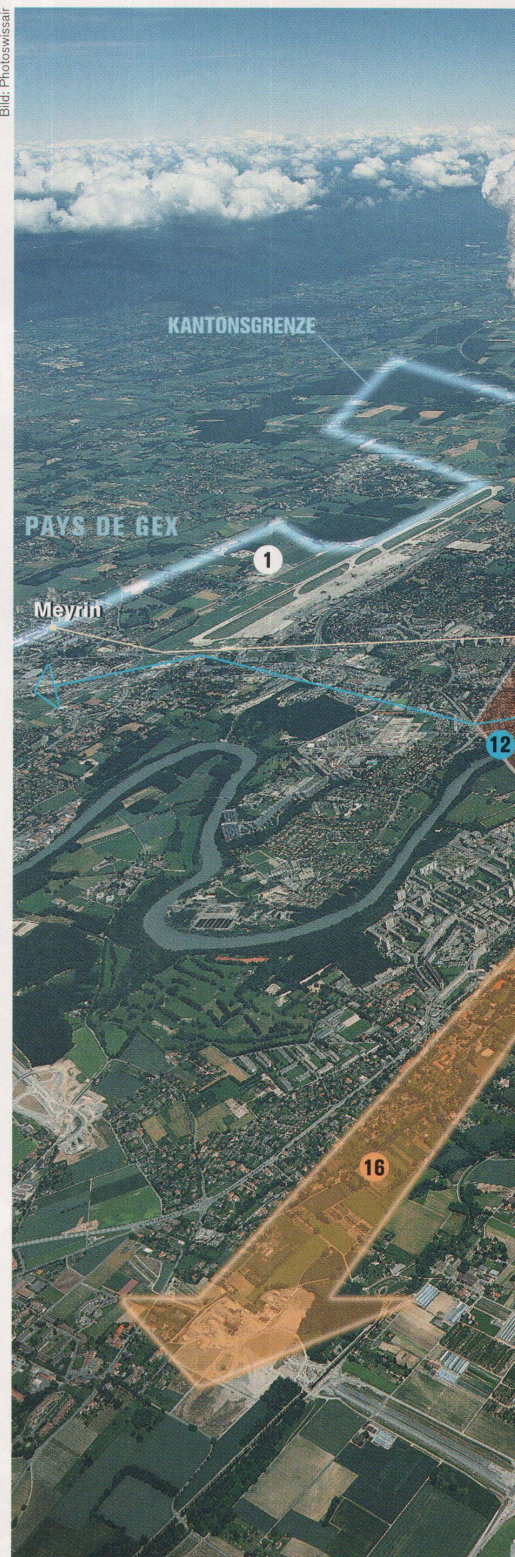 Bild: Photoswissair
KANTONSGRENZE
PAYS DE GEX
1
Meyrin
12
16